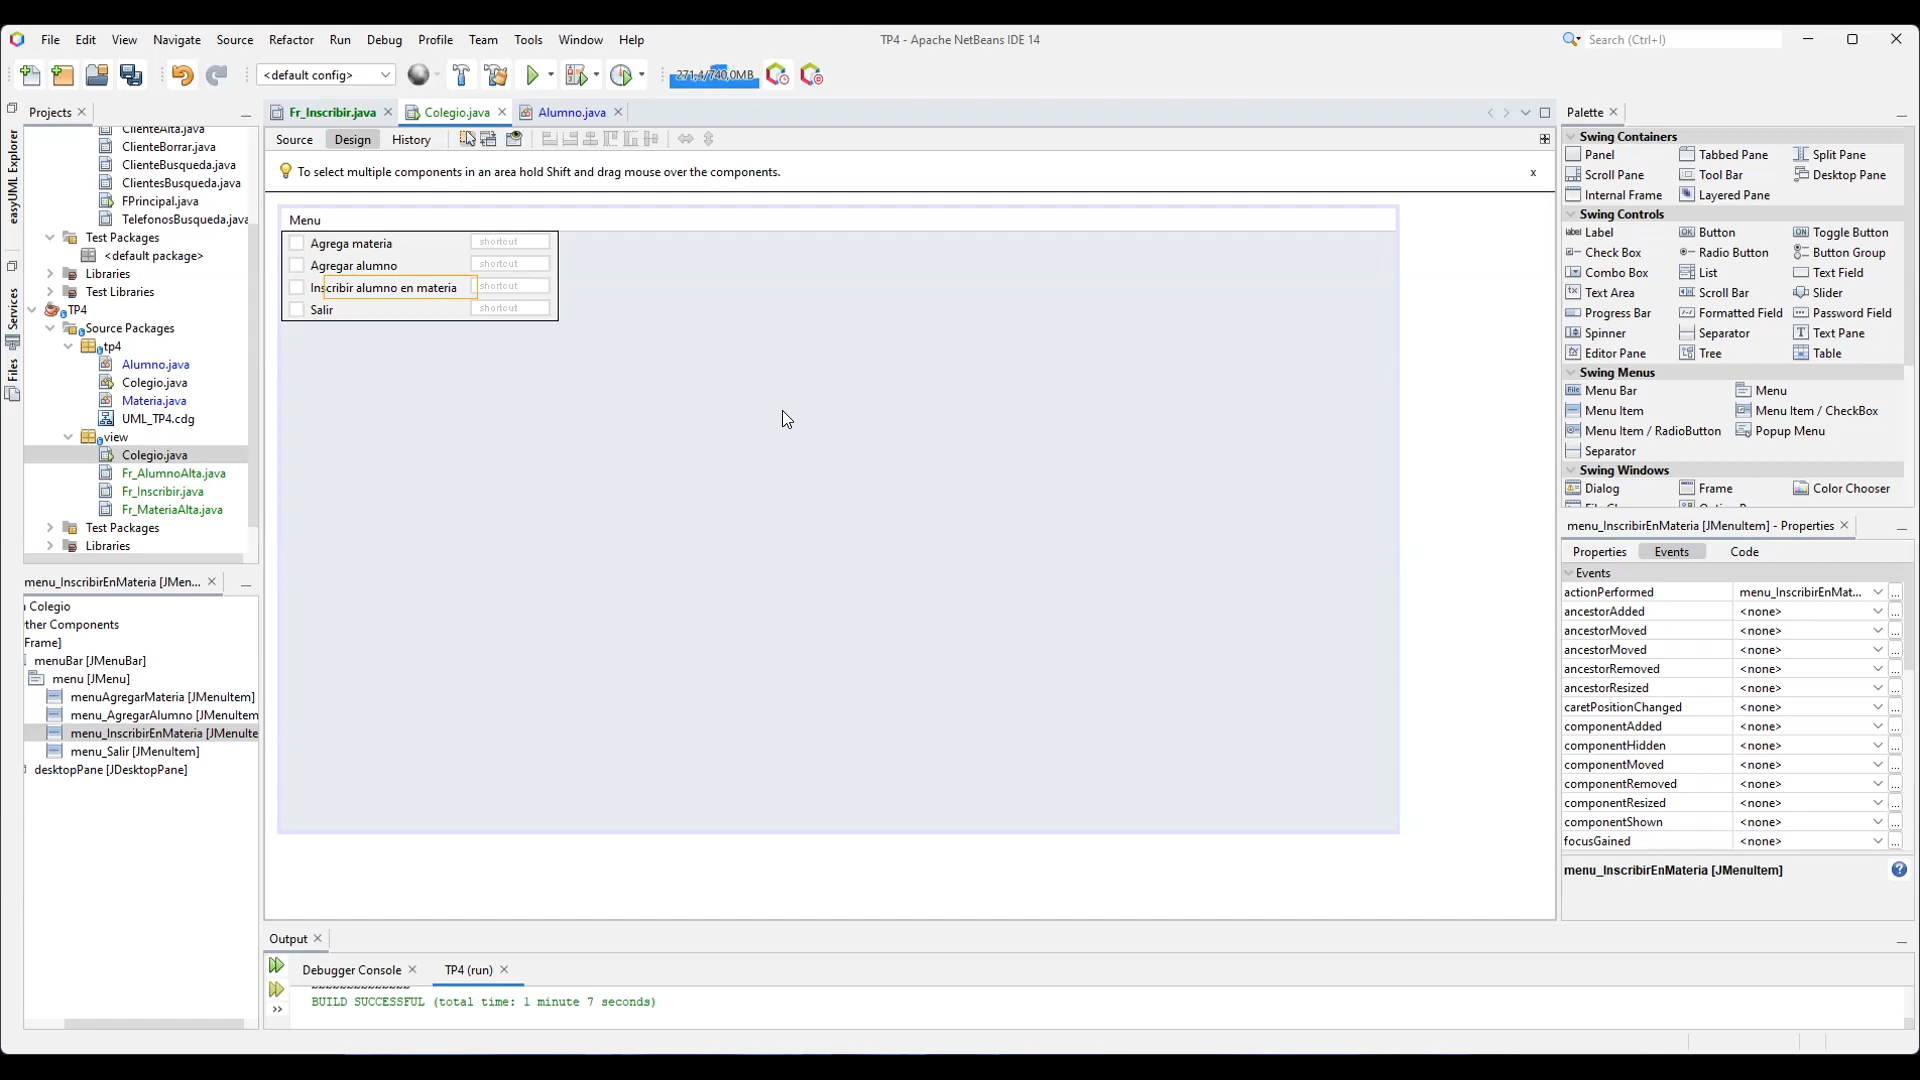 File Edit View Navigate Source Refactor Run Debug Profile Team Tools Window Help
TP4 - Apache NetBeans IDE 14
Search (Ctrl+I)
<default config>
271,4/740,0MB
easyUML Explorer
Services
Files
Projects
ClienteAlta.java
ClienteBorrar.java
ClienteBusqueda.java
ClientesBusqueda.java
FPrincipal.java
TelefonosBusqueda.java
Test Packages
<default package>
Libraries
Test Libraries
TP4
Source Packages
tp4
Alumno.java
Colegio.java
Materia.java
UML_TP4.cdg
view
Colegio.java
Fr_AlumnoAlta.java
Fr_Inscribir.java
Fr_MateriaAlta.java
Test Packages
Libraries
menu_InscribirEnMateria [JMen...
Colegio
ther Components
Frame]
menuBar [JMenuBar]
menu [JMenu]
menuAgregarMateria [JMenuItem]
menu_AgregarAlumno [JMenuItem
menu_InscribirEnMateria [JMenuIte
menu_Salir [JMenuItem]
desktopPane [JDesktopPane]
Fr_Inscribir.java Colegio.java Alumno.java
Source Design History
To select multiple components in an area hold Shift and drag mouse over the components.
x
Menu
Agrega materia shortcut
Agregar alumno shortcut
Inscribir alumno en materia shortcut
Salir shortcut
Output
Debugger Console TP4 (run)
BUILD SUCCESSFUL (total time: 1 minute 7 seconds)
Palette
Swing Containers
Panel Tabbed Pane Split Pane
Scroll Pane Tool Bar Desktop Pane
Internal Frame Layered Pane
Swing Controls
label Label Button ON Toggle Button
Check Box Radio Button Button Group
Combo Box List Text Field
Text Area Scroll Bar Slider
Progress Bar Formatted Field Password Field
Spinner Separator Text Pane
Editor Pane Tree Table
Swing Menus
Menu Bar Menu
Menu Item Menu Item / CheckBox
Menu Item / RadioButton Popup Menu
Separator
Swing Windows
Dialog Frame Color Chooser
menu_InscribirEnMateria [JMenuItem] - Properties
Properties Events Code
Events
actionPerformed menu_InscribirEnMat... ...
ancestorAdded <none> ...
ancestorMoved <none> ...
ancestorMoved <none> ...
ancestorRemoved <none> ...
ancestorResized <none> ...
caretPositionChanged <none> ...
componentAdded <none> ...
componentHidden <none> ...
componentMoved <none> ...
componentRemoved <none> ...
componentResized <none> ...
componentShown <none> ...
focusGained <none> ...
menu_InscribirEnMateria [JMenuItem]